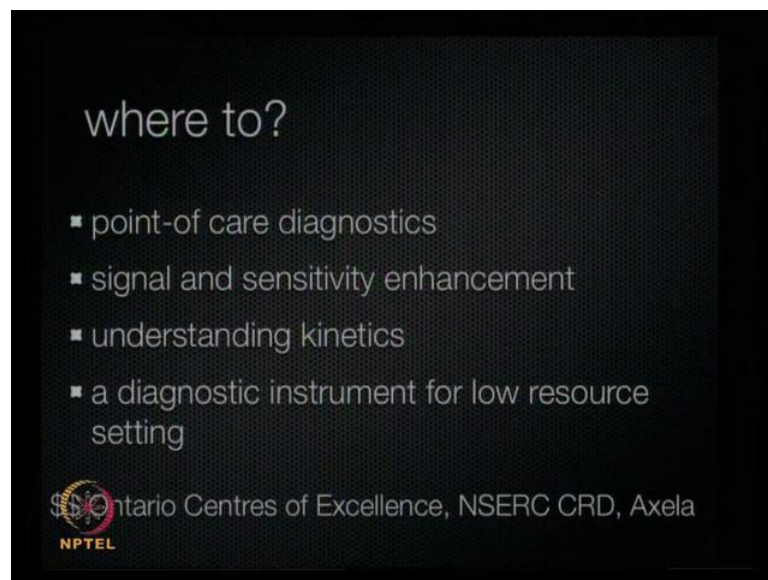 where to?
point-of care diagnostics
signal and sensitivity enhancement
understanding kinetics
a diagnostic instrument for low resource
setting
Ontario Centres of Excellence, NSERC CRD, Axela
NPTEL